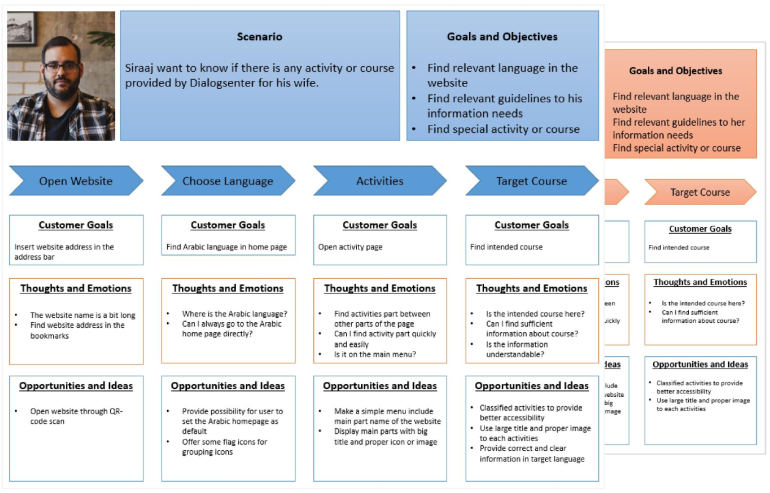 Scenario
Siraaj want to know if there is any activity or course
provided by Dialogsenter for his wife.
Goals and Objectives
• Find relevant language in the
website
• Find relevant guidelines to his
information needs
• Find special activity or course
Open Website
Choose Language
Activities
Target Course
Customer Goals
Insert website address in the
address bar
Customer Goals
Find Arabic language in home page
Customer Goals
Open activity page
Customer Goals
Find intended course
Thoughts and Emotions
• The website name is a bit long
• Find website address in the
bookmarks
Thoughts and Emotions
• Where is the Arabic language?
• Can I always go to the Arabic
home page directly?
Thoughts and Emotions
• Find activities part between
other parts of the page
• Can I find activity part quickly
and easily
• Is it on the main menu?
Thoughts and Emotions
• Is the intended course here?
• Can I find sufficient
information about course?
• Is the information
understandable?
Opportunities and Ideas
• Open website through QR-
code scan
Opportunities and Ideas
• Provide possibility for user to
set the Arabic homepage as
default
• Offer some flag icons for
grouping icons
Opportunities and Ideas
• Make a simple menu include
main part name of the website
• Display main parts with big
title and proper icon or image
Opportunities and Ideas
• Classified activities to provide
better accessibility
• Use large title and proper image
to each activities
• Provide correct and clear
information in target language
Goals and Objectives
Find relevant language in the
website
Find relevant guidelines to her
information needs
Find special activity or course
Target Course
Customer Goals
Find intended course
Thoughts and Emotions
• Is the intended course here?
• Can I find sufficient
information about course?
Opportunities and Ideas
• Classified activities to provide
better accessibility
• Use large title and proper image
to each activities